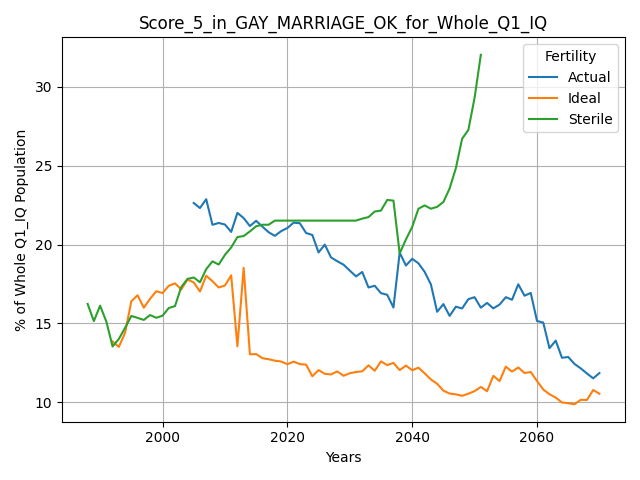 Score_5_in_GAY_MARRIAGE_OK_for_Whole_Q1_IQ
Fertility
Actual
Ideal
Sterile
% of Whole Q1_IQ Population
30
25
20
15
10
2000
2020
2040
2060
Years